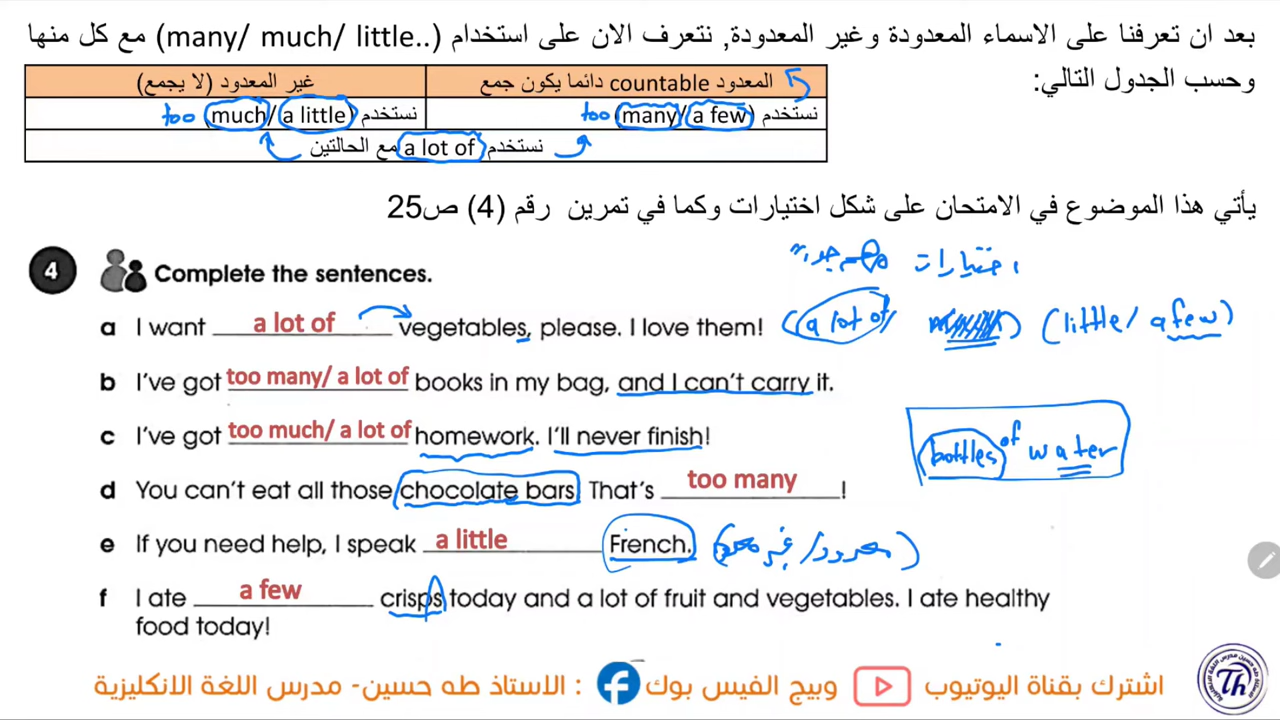 بعد ان تعرفنا على الاسماء المعدودة وغير المعدودة, نتعرف الان على استخدام (many/ much/ little..) مع كل منها
وحسب الجدول التالي:
المعدود countable دائما يكون جمع
غير المعدود (لا يجمع)
نستخدم (many/a few) too
نستخدم (much/a little) too
نستخدم a lot of مع الحالتين
يأتي هذا الموضوع في الامتحان على شكل اختيارات وكما في تمرين رقم (4) ص25
اختيارات
4 Complete the sentences.
a I want a lot of vegetables, please. I love them! (a lot of/ ) (little/ a few)
b I've got too many/ a lot of books in my bag, and I can't carry it.
c I've got too much/ a lot of homework. I'll never finish!
bottles of water
d You can't eat all those chocolate bars. That's too many!
e If you need help, I speak a little French. (معدود/ غير معدود)
f I ate a few crisps today and a lot of fruit and vegetables. I ate healthy
food today!
اشترك بقناة اليوتيوب وبيج الفيس بوك : الاستاذ طه حسين- مدرس اللغة الانكليزية
Th